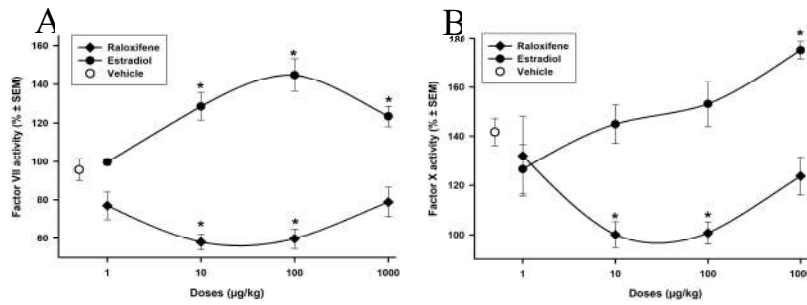 A
160
140
120
100
80
60
Factor VII activity (% ± SEM)
Raloxifene
Estradiol
Vehicle
*
*
*
*
*
1
10
100
1000
Doses (µg/kg)
B
180
160
140
120
100
Factor X activity (% ± SEM)
Raloxifene
Estradiol
Vehicle
*
*
*
1
10
100
1000
Doses (µg/kg)